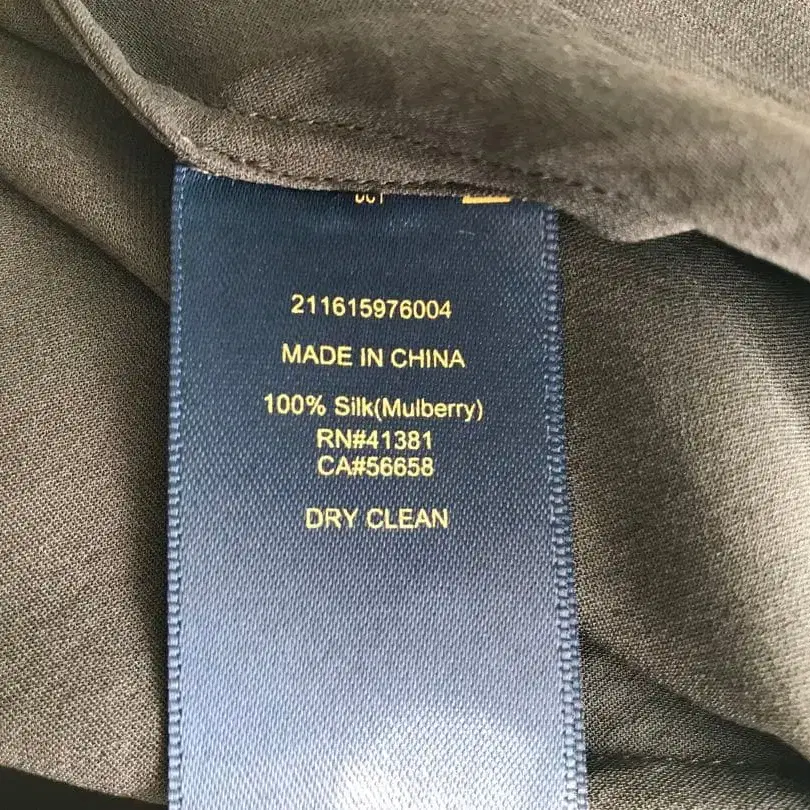 211615976004
MADE IN CHINA
100% Silk(Mulberry)
RN#41381
CA#56658
DRY CLEAN